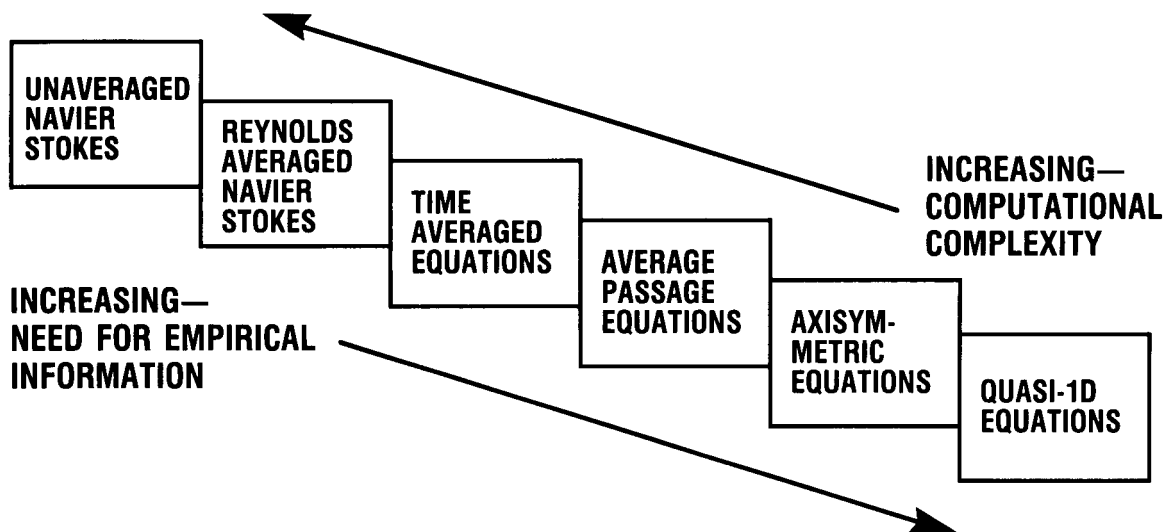 UNAVERAGED
NAVIER
STOKES
REYNOLDS
AVERAGED
NAVIER
STOKES
TIME
AVERAGED
EQUATIONS
AVERAGE
PASSAGE
EQUATIONS
AXISYM-
METRIC
EQUATIONS
QUASI-1D
EQUATIONS
INCREASING—
COMPUTATIONAL
COMPLEXITY
INCREASING—
NEED FOR EMPIRICAL
INFORMATION